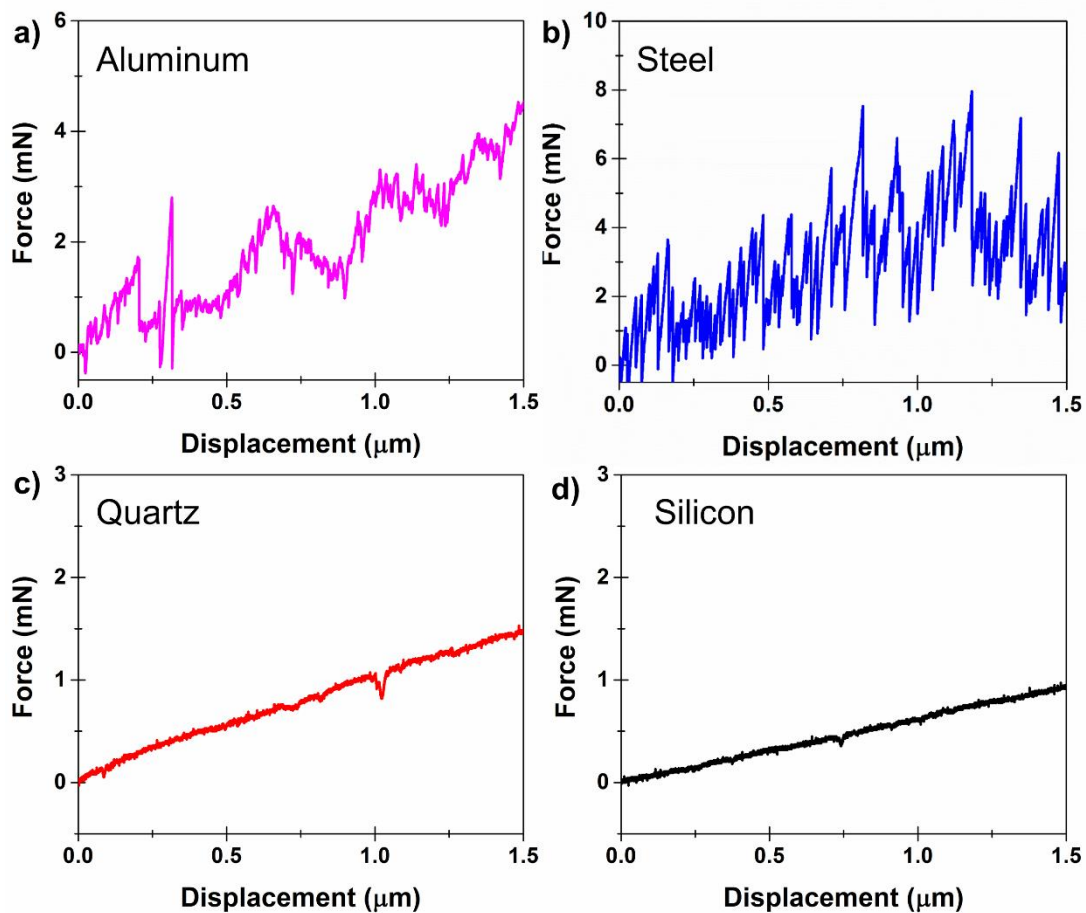 a)
Aluminum
Force (mN)
6
4
2
0
0.0 0.5 1.0 1.5
Displacement (μm)
b)
Steel
Force (mN)
10
8
6
4
2
0
0.0 0.5 1.0 1.5
Displacement (μm)
c)
Quartz
Force (mN)
3
2
1
0
0.0 0.5 1.0 1.5
Displacement (μm)
d)
Silicon
Force (mN)
3
2
1
0
0.0 0.5 1.0 1.5
Displacement (μm)